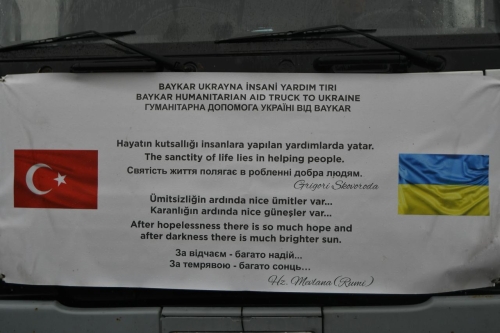 BAYKAR UKRAYNA İNSANİ YARDIM TIRI
BAYKAR HUMANITARIAN AID TRUCK TO UKRAINE
ГУМАНІТАРНА ДОПОМОГА УКРАЇНІ ВІД BAYKAR
Hayatın kutsallığı insanlara yapılan yardımlarda yatar.
The sanctity of life lies in helping people.
Святість життя полягає в робленні добра людям.
Grigori Skovoroda
Ümitsizliğin ardında nice ümitler var...
Karanlığın ardında nice güneşler var...
After hopelessness there is so much hope and
after darkness there is much brighter sun.
За відчаєм - багато надій...
За темрявою - багато сонць...
Hz. Mevlana (Rumi)